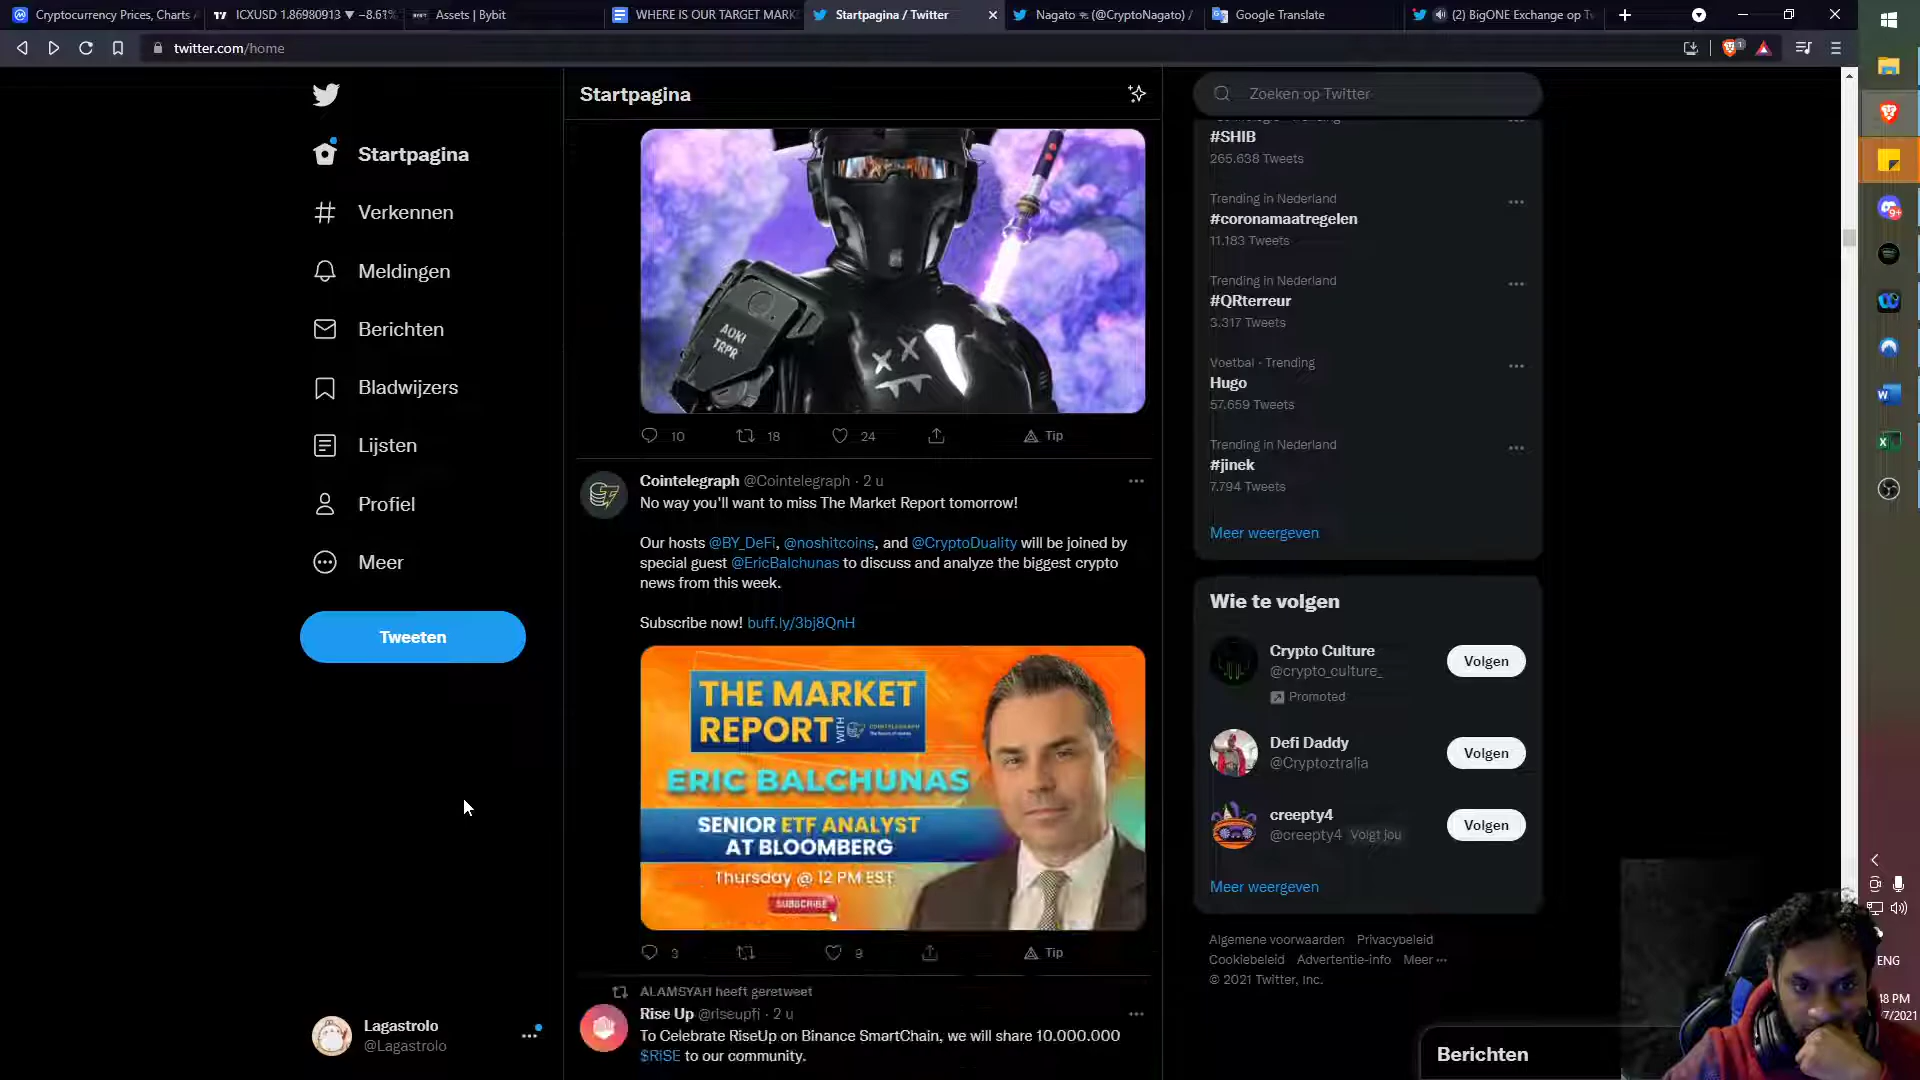 Cryptocurrency Prices, Charts
ICXUSD 1.86980913 ▼ −8.61%
Assets | Bybit
WHERE IS OUR TARGET MARK
Startpagina / Twitter
Nagato (@CryptoNagato) /
Google Translate
(2) BigONE Exchange op Tw
twitter.com/home
Startpagina
Verkennen
Meldingen
Berichten
Bladwijzers
Lijsten
Profiel
Meer
Tweeten
Lagastrolo
@Lagastrolo
Startpagina
AOKI
TRPR
10
18
24
Tip
Cointelegraph @Cointelegraph · 2 u
No way you'll want to miss The Market Report tomorrow!
Our hosts @BY_DeFi, @noshitcoins, and @CryptoDuality will be joined by
special guest @EricBalchunas to discuss and analyze the biggest crypto
news from this week.
Subscribe now! buff.ly/3bj8QnH
THE MARKET
REPORT WITH COINTELEGRAPH
ERIC BALCHUNAS
SENIOR ETF ANALYST
AT BLOOMBERG
Thursday @ 12 PM EST
SUBSCRIBE
3
9
Tip
ALAMSYAH heeft geretweet
Rise Up @riseupfi · 2 u
To Celebrate RiseUp on Binance SmartChain, we will share 10.000.000
$RiSE to our community.
Zoeken op Twitter
#SHIB
265.638 Tweets
Trending in Nederland
#coronamaatregelen
11.183 Tweets
Trending in Nederland
#QRterreur
3.317 Tweets
Voetbal · Trending
Hugo
57.659 Tweets
Trending in Nederland
#jinek
7.794 Tweets
Meer weergeven
Wie te volgen
Crypto Culture
@crypto_culture_
Promoted
Volgen
Defi Daddy
@Cryptoztralia
Volgen
creepty4
@creepty4 Volgt jou
Volgen
Meer weergeven
Algemene voorwaarden Privacybeleid
Cookiebeleid Advertentie-info Meer ···
© 2021 Twitter, Inc.
Berichten
9+
ENG
48 PM
/7/2021